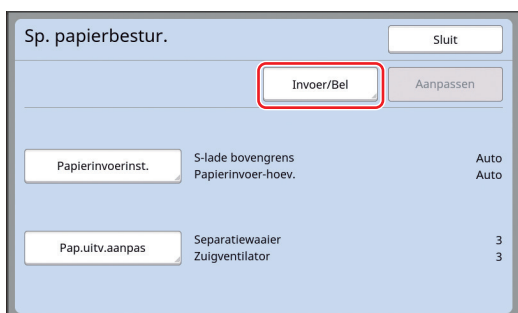 Sp. papierbestur.
Sluit
Invoer/Bel
Aanpassen
Papierinvoerinst.
S-lade bovengrens Auto
Papierinvoer-hoev. Auto
Pap.uitv.aanpas
Separatiewaaier 3
Zuigventilator 3